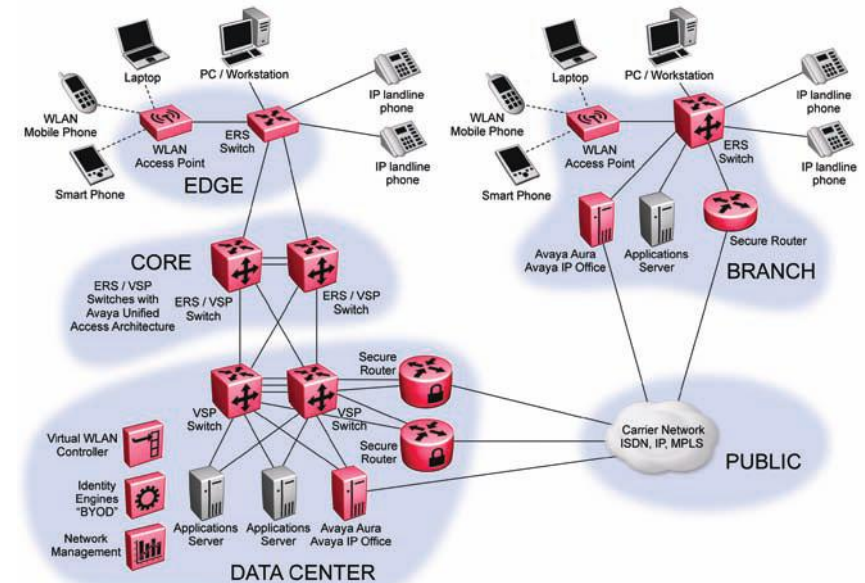 Laptop
PC / Workstation
IP landline
phone
WLAN
Mobile Phone
WLAN
Access Point
ERS
Switch
IP landline
phone
Smart Phone
EDGE
Laptop
PC / Workstation
IP landline
phone
WLAN
Mobile Phone
WLAN
Access Point
ERS
Switch
IP landline
phone
Smart Phone
Avaya Aura
Avaya IP Office
Applications
Server
Secure Router
BRANCH
CORE
ERS / VSP
Switches with
Avaya Unified
Access Architecture
ERS / VSP
Switch
ERS / VSP
Switch
VSP
Switch
VSP
Switch
Secure
Router
Secure
Router
Virtual WLAN
Controller
Identity
Engines
"BYOD"
Network
Management
Applications
Server
Applications
Server
Avaya Aura
Avaya IP Office
DATA CENTER
Carrier Network
ISDN, IP, MPLS
PUBLIC